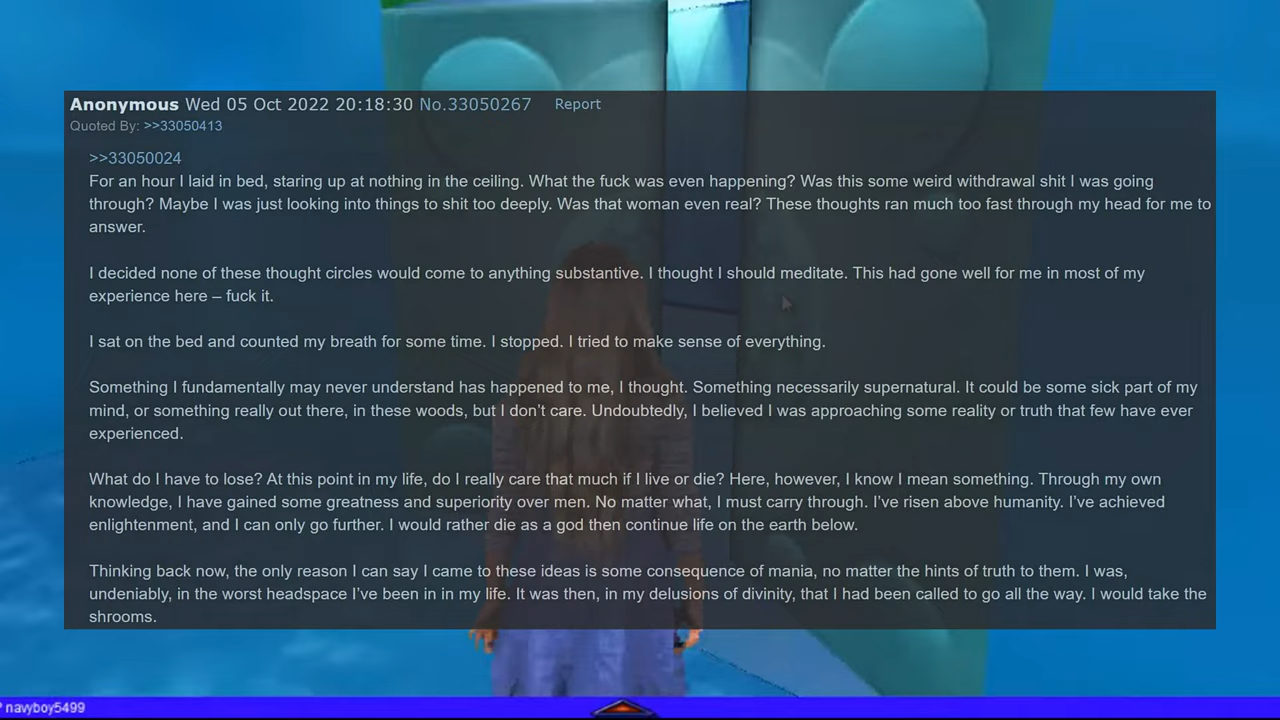 Anonymous Wed 05 Oct 2022 20:18:30 No.33050267 Report
Quoted By: >>33050413
>>33050024
For an hour I laid in bed, staring up at nothing in the ceiling. What the fuck was even happening? Was this some weird withdrawal shit I was going
through? Maybe I was just looking into things to shit too deeply. Was that woman even real? These thoughts ran much too fast through my head for me to
answer.
I decided none of these thought circles would come to anything substantive. I thought I should meditate. This had gone well for me in most of my
experience here – fuck it.
I sat on the bed and counted my breath for some time. I stopped. I tried to make sense of everything.
Something I fundamentally may never understand has happened to me, I thought. Something necessarily supernatural. It could be some sick part of my
mind, or something really out there, in these woods, but I don’t care. Undoubtedly, I believed I was approaching some reality or truth that few have ever
experienced.
What do I have to lose? At this point in my life, do I really care that much if I live or die? Here, however, I know I mean something. Through my own
knowledge, I have gained some greatness and superiority over men. No matter what, I must carry through. I’ve risen above humanity. I’ve achieved
enlightenment, and I can only go further. I would rather die as a god then continue life on the earth below.
Thinking back now, the only reason I can say I came to these ideas is some consequence of mania, no matter the hints of truth to them. I was,
undeniably, in the worst headspace I’ve been in in my life. It was then, in my delusions of divinity, that I had been called to go all the way. I would take the
shrooms.
navyboy5499